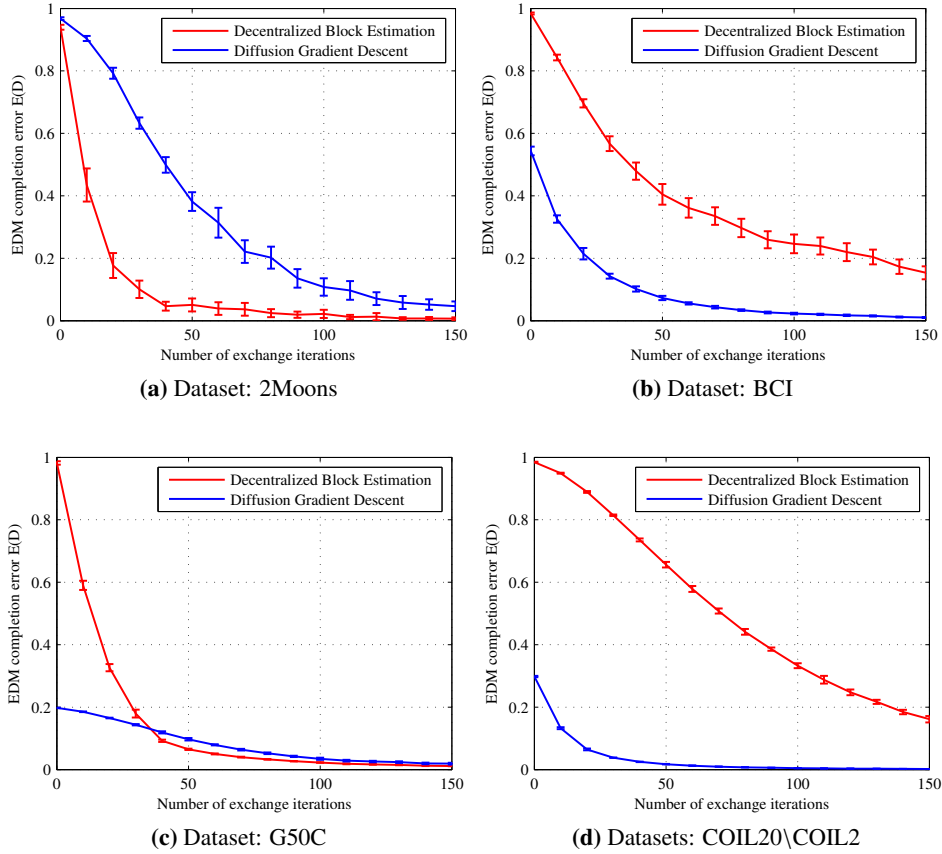 1
0.8
0.6
0.4
0.2
0
EDM completion error E(D)
Decentralized Block Estimation
Diffusion Gradient Descent
0 50 100 150
Number of exchange iterations
(a) Dataset: 2Moons
1
0.8
0.6
0.4
0.2
0
EDM completion error E(D)
Decentralized Block Estimation
Diffusion Gradient Descent
0 50 100 150
Number of exchange iterations
(b) Dataset: BCI
1
0.8
0.6
0.4
0.2
0
EDM completion error E(D)
Decentralized Block Estimation
Diffusion Gradient Descent
0 50 100 150
Number of exchange iterations
(c) Dataset: G50C
1
0.8
0.6
0.4
0.2
0
EDM completion error E(D)
Decentralized Block Estimation
Diffusion Gradient Descent
0 50 100 150
Number of exchange iterations
(d) Datasets: COIL20\COIL2